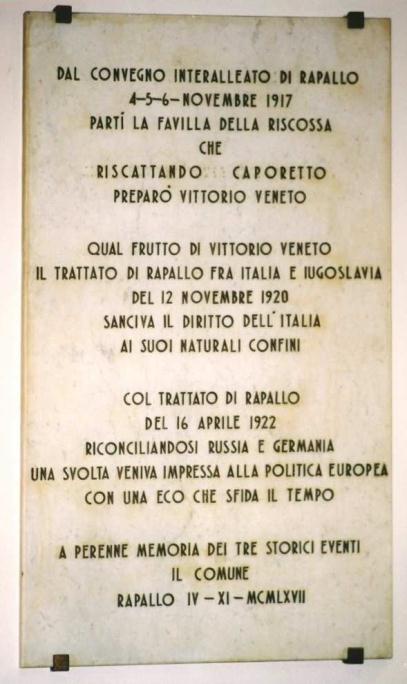 DAL CONVEGNO INTERALLEATO DI RAPALLO
4-5-6-NOVEMBRE 1917
PARTÌ LA FAVILLA DELLA RISCOSSA
CHE
RISCATTANDO CAPORETTO
PREPARÒ VITTORIO VENETO
QUAL FRUTTO DI VITTORIO VENETO
IL TRATTATO DI RAPALLO FRA ITALIA E IUGOSLAVIA
DEL 12 NOVEMBRE 1920
SANCIVA IL DIRITTO DELL'ITALIA
AI SUOI NATURALI CONFINI
COL TRATTATO DI RAPALLO
DEL 16 APRILE 1922
RICONCILIANDOSI RUSSIA E GERMANIA
UNA SVOLTA VENIVA IMPRESSA ALLA POLITICA EUROPEA
CON UNA ECO CHE SFIDA IL TEMPO
A PERENNE MEMORIA DEI TRE STORICI EVENTI
IL COMUNE
RAPALLO IV - XI - MCMLXVII